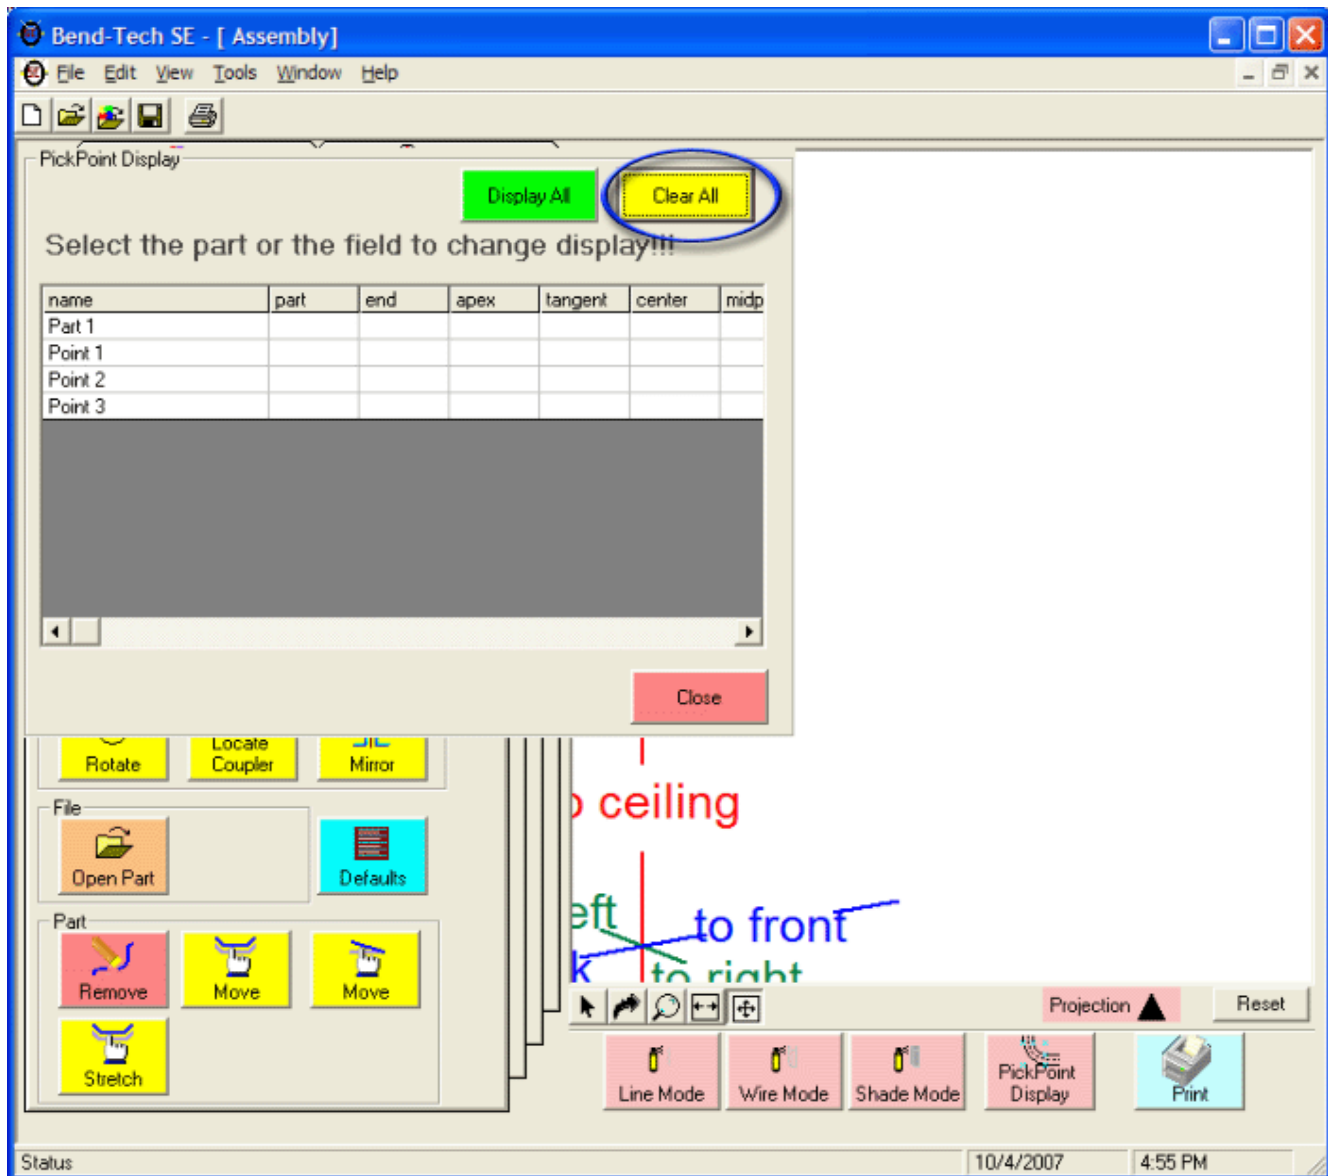 Bend-Tech SE - [ Assembly]
File Edit View Tools Window Help
PickPoint Display
Display All Clear All
Select the part or the field to change display!!!
name part end apex tangent center midp
Part 1
Point 1
Point 2
Point 3
Close
Rotate Locate Coupler Mirror
File
Open Part Defaults
Part
Remove Move Move
Stretch
o ceiling
eft to front
k to right
Projection Reset
Line Mode Wire Mode Shade Mode PickPoint Display Print
Status 10/4/2007 4:55 PM